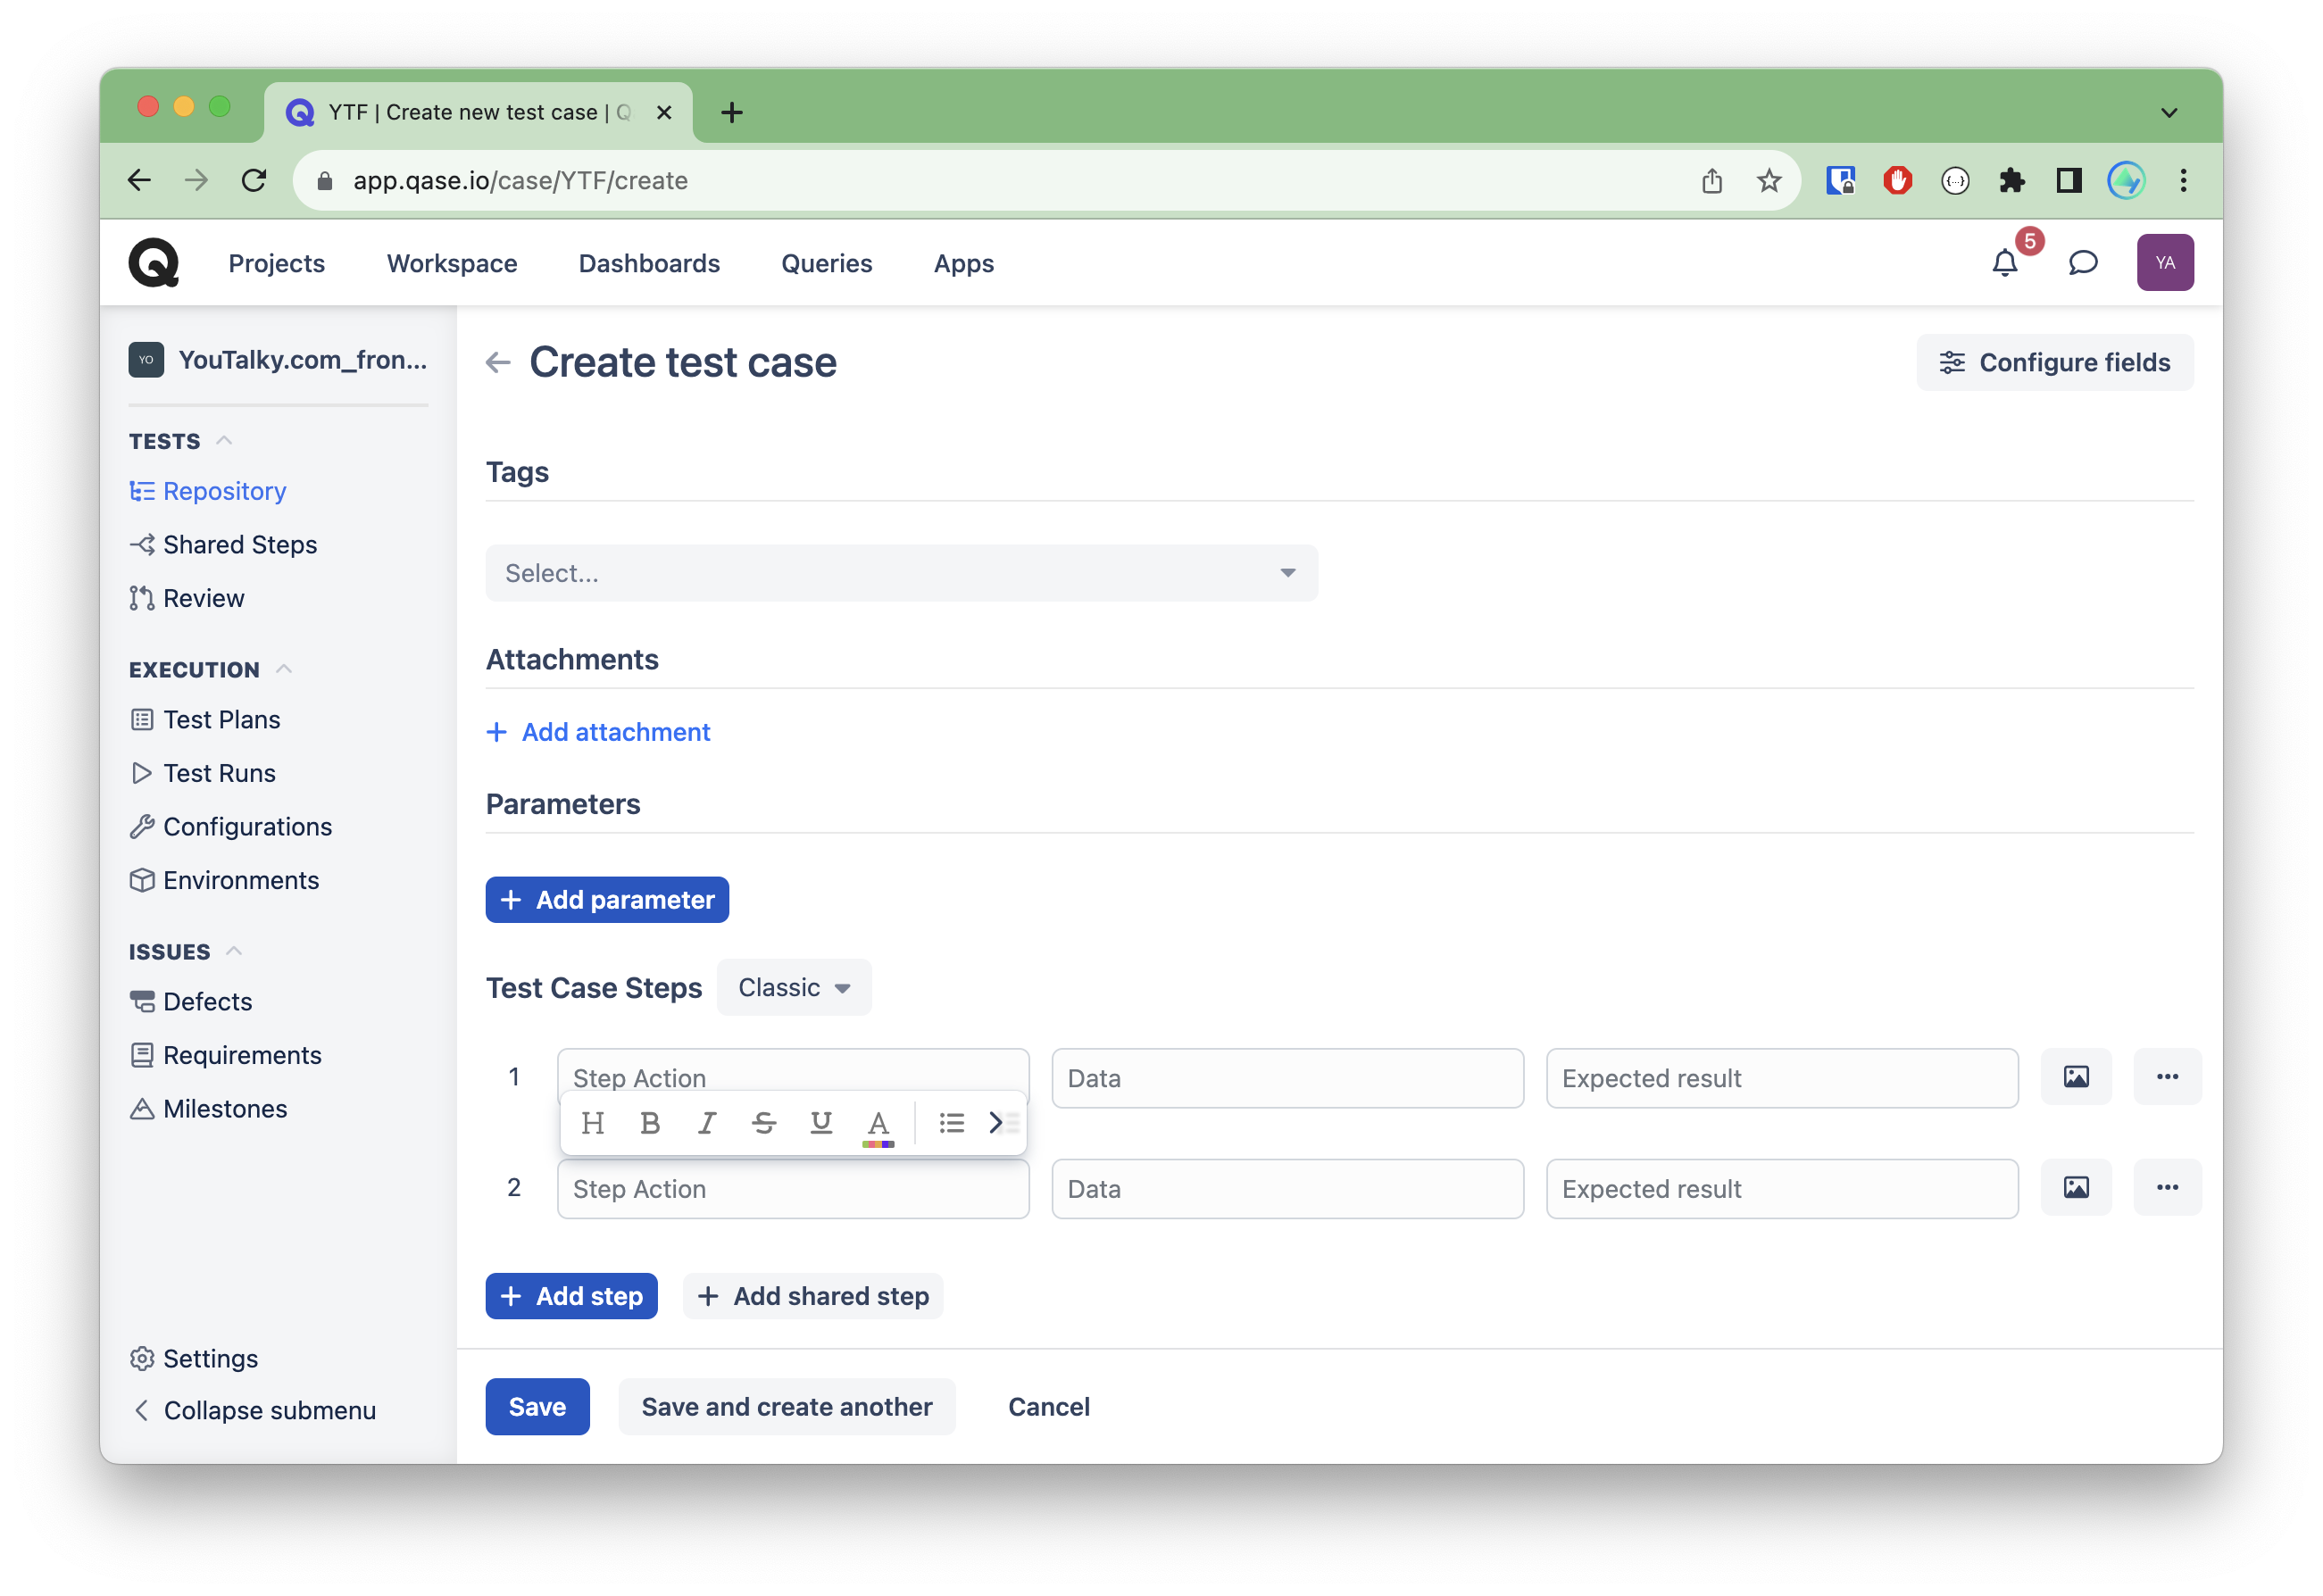 YTF | Create new test case | Q
app.qase.io/case/YTF/create
Projects Workspace Dashboards Queries Apps 5 YA
YO YouTalky.com_fron...
TESTS
Repository
Shared Steps
Review
EXECUTION
Test Plans
Test Runs
Configurations
Environments
ISSUES
Defects
Requirements
Milestones
Settings
Collapse submenu
Create test case
Configure fields
Tags
Select...
Attachments
+ Add attachment
Parameters
+ Add parameter
Test Case Steps Classic
1 Step Action Data Expected result
H B I S U A
2 Step Action Data Expected result
+ Add step + Add shared step
Save Save and create another Cancel